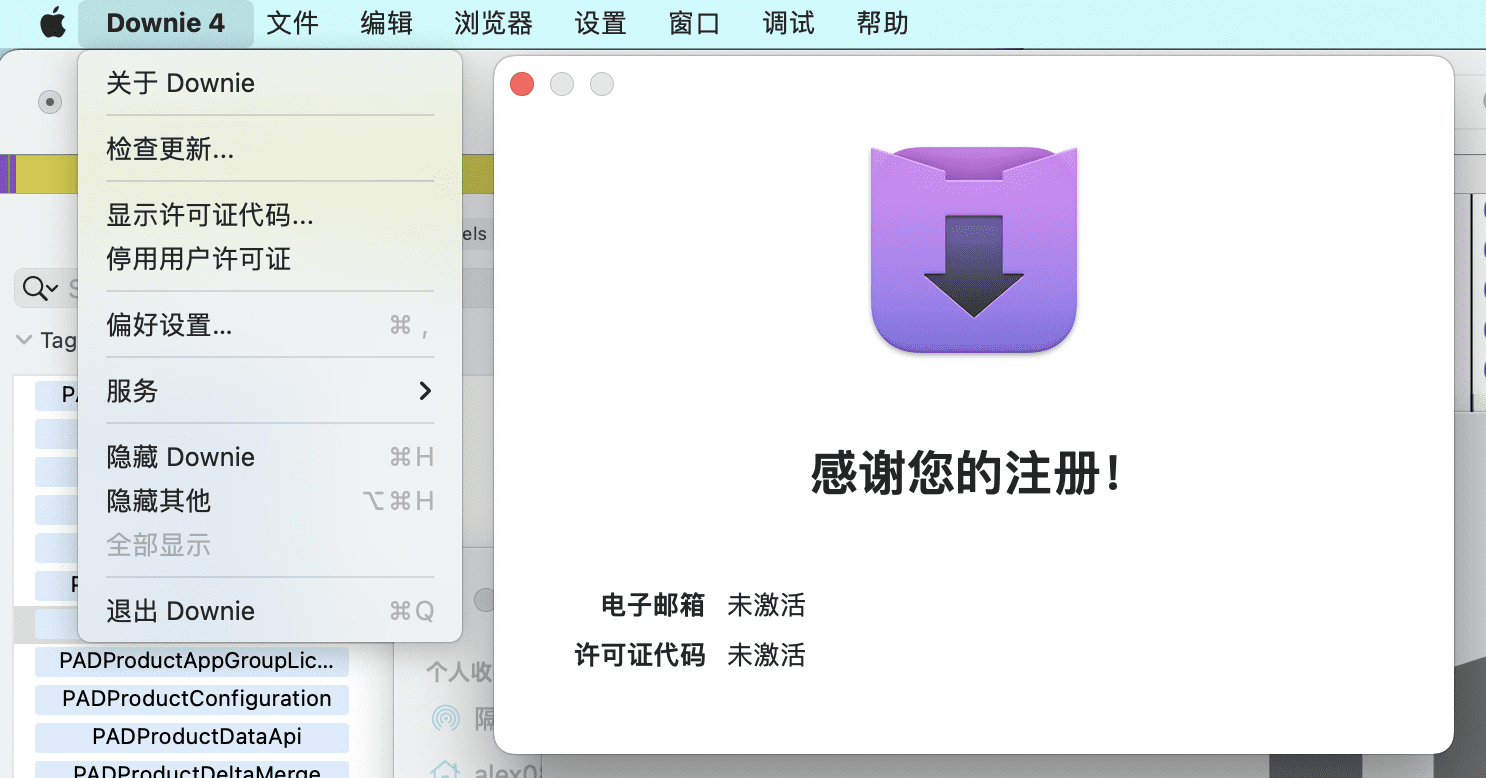 Downie 4 文件 编辑 浏览器 设置 窗口 调试 帮助
关于 Downie
检查更新...
显示许可证代码...
停用用户许可证
偏好设置... ⌘ ,
服务
隐藏 Downie ⌘H
隐藏其他 ⌥⌘H
全部显示
退出 Downie ⌘Q
els
S
Tag
PADProductAppGroupLic...
PADProductConfiguration
PADProductDataApi
PADProductDeltaMerge
个人收
隔
感谢您的注册!
电子邮箱 未激活
许可证代码 未激活